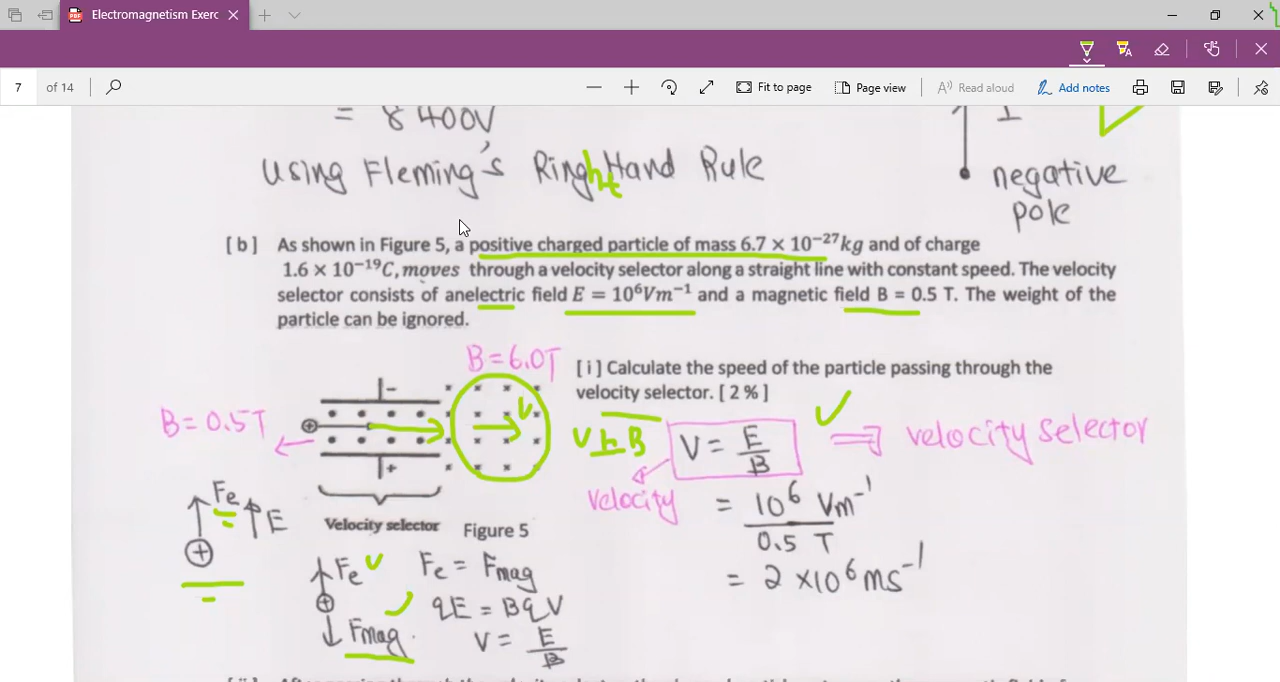 Electromagnetism Exerc
7 of 14
Fit to page
Page view
Read aloud
Add notes
= 8400V
I
Using Fleming's Ringht Hand Rule
negative
pole
[ b ] As shown in Figure 5, a positive charged particle of mass 6.7 × 10⁻²⁷kg and of charge
1.6 × 10⁻¹⁹C, moves through a velocity selector along a straight line with constant speed. The velocity
selector consists of anelectric field E = 10⁶Vm⁻¹ and a magnetic field B = 0.5 T. The weight of the
particle can be ignored.
B = 6.0T
[ i ] Calculate the speed of the particle passing through the
velocity selector. [ 2 % ]
B = 0.5T
-
+
V
V ⊥ B
V = E/B
⇒ velocity selector
velocity
= 10⁶ Vm⁻¹
0.5 T
= 2 ×10⁶ ms⁻¹
Fe
E
Velocity selector
Figure 5
Fe
Fmag
Fe = Fmag
qE = BqV
V = E/B